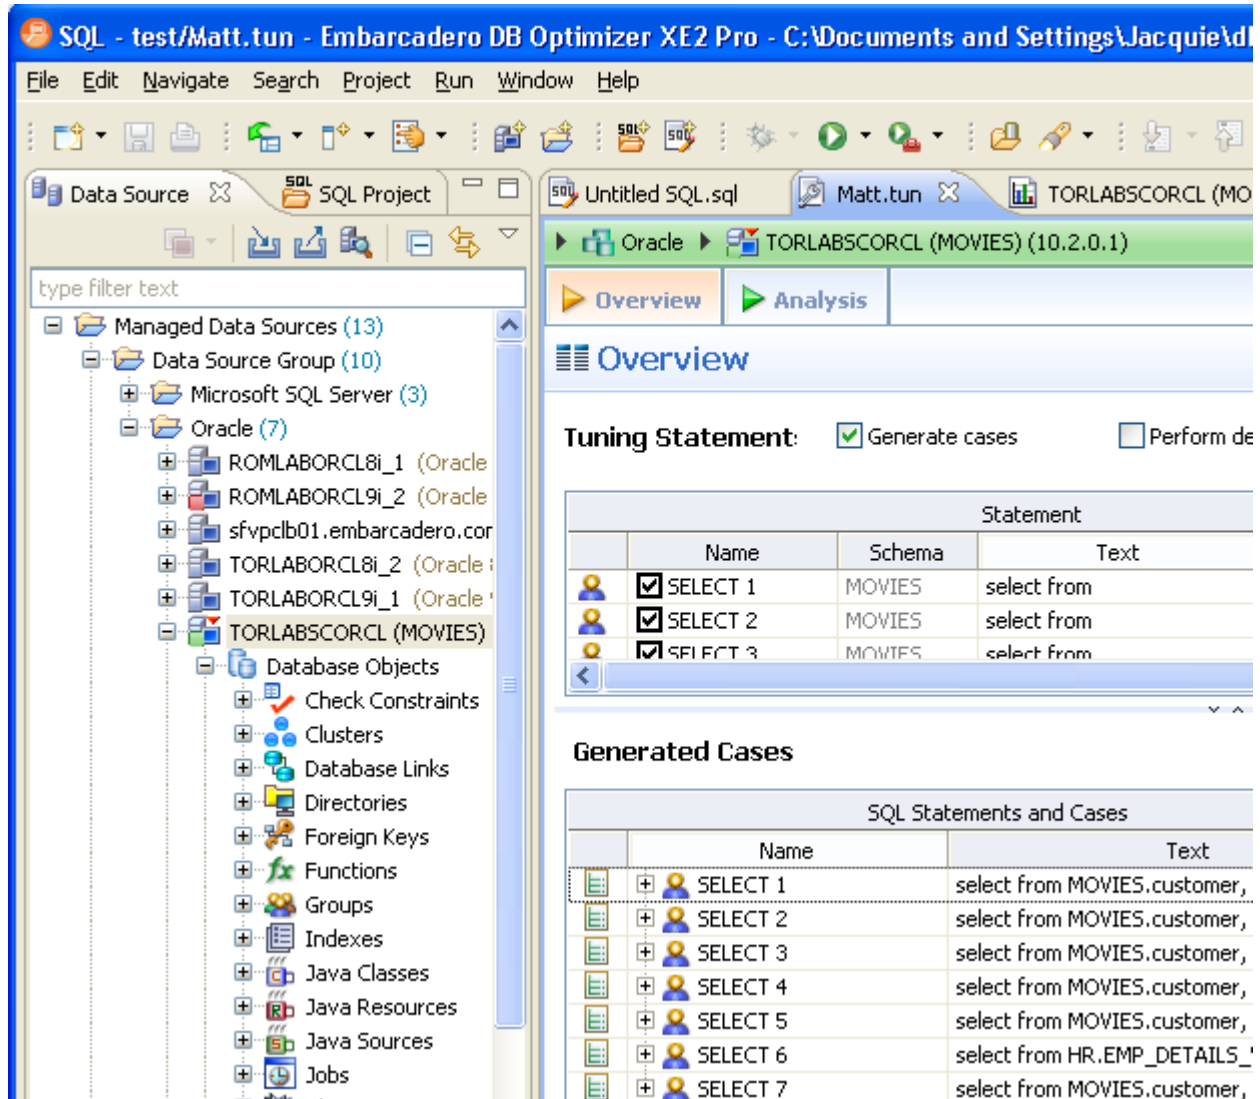 SQL - test/Matt.tun - Embarcadero DB Optimizer XE2 Pro - C:\Documents and Settings\Jacquie\d
File Edit Navigate Search Project Run Window Help
Data Source SQL Project
Untitled SQL.sql Matt.tun TORLABSCORCL (MO
Oracle TORLABSCORCL (MOVIES) (10.2.0.1)
type filter text
Overview Analysis
Managed Data Sources (13)
Data Source Group (10)
Microsoft SQL Server (3)
Oracle (7)
ROMLABORCL8i_1 (Oracle
ROMLABORCL9i_2 (Oracle
sfvpclb01.embarcadero.cor
TORLABORCL8i_2 (Oracle
TORLABORCL9i_1 (Oracle
TORLABSCORCL (MOVIES)
Database Objects
Check Constraints
Clusters
Database Links
Directories
Foreign Keys
Functions
Groups
Indexes
Java Classes
Java Resources
Java Sources
Jobs
Overview
Tuning Statement: Generate cases Perform de
Statement
Name Schema Text
SELECT 1 MOVIES select from
SELECT 2 MOVIES select from
SELECT 3 MOVIES select from
Generated Cases
SQL Statements and Cases
Name Text
SELECT 1 select from MOVIES.customer,
SELECT 2 select from MOVIES.customer,
SELECT 3 select from MOVIES.customer,
SELECT 4 select from MOVIES.customer,
SELECT 5 select from MOVIES.customer,
SELECT 6 select from HR.EMP_DETAILS_
SELECT 7 select from MOVIES.customer,